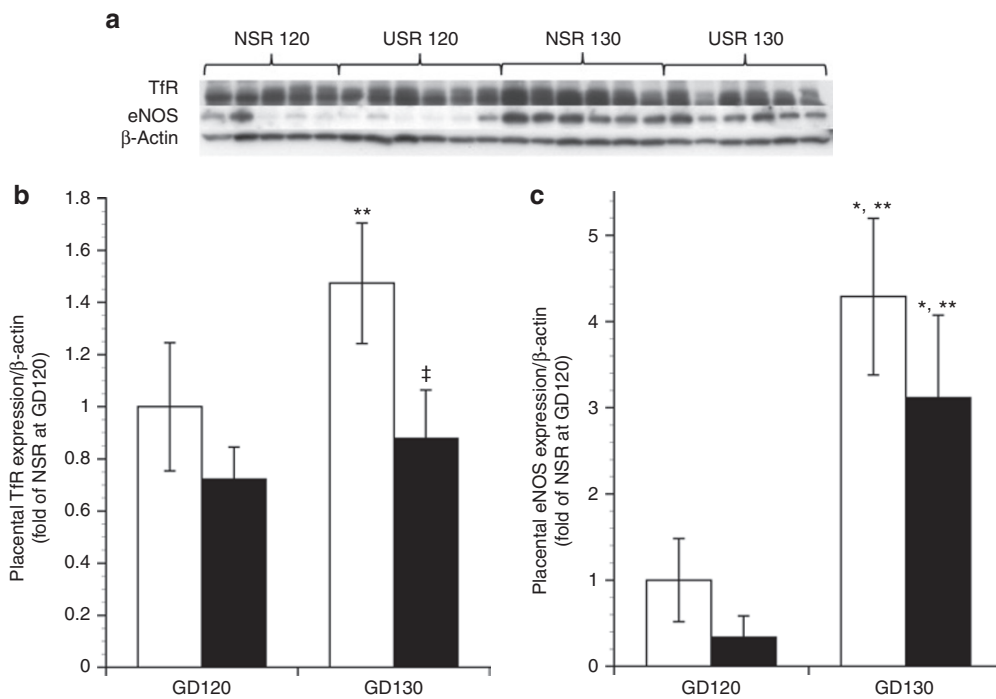 a
NSR 120 USR 120 NSR 130 USR 130
TfR
eNOS
β-Actin
b
Placental TfR expression/β-actin
(fold of NSR at GD120)
1.8
1.6
1.4
1.2
1
0.8
0.6
0.4
0.2
0
**
‡
GD120 GD130
c
Placental eNOS expression/β-actin
(fold of NSR at GD120)
5
4
3
2
1
0
*, **
*, **
GD120 GD130